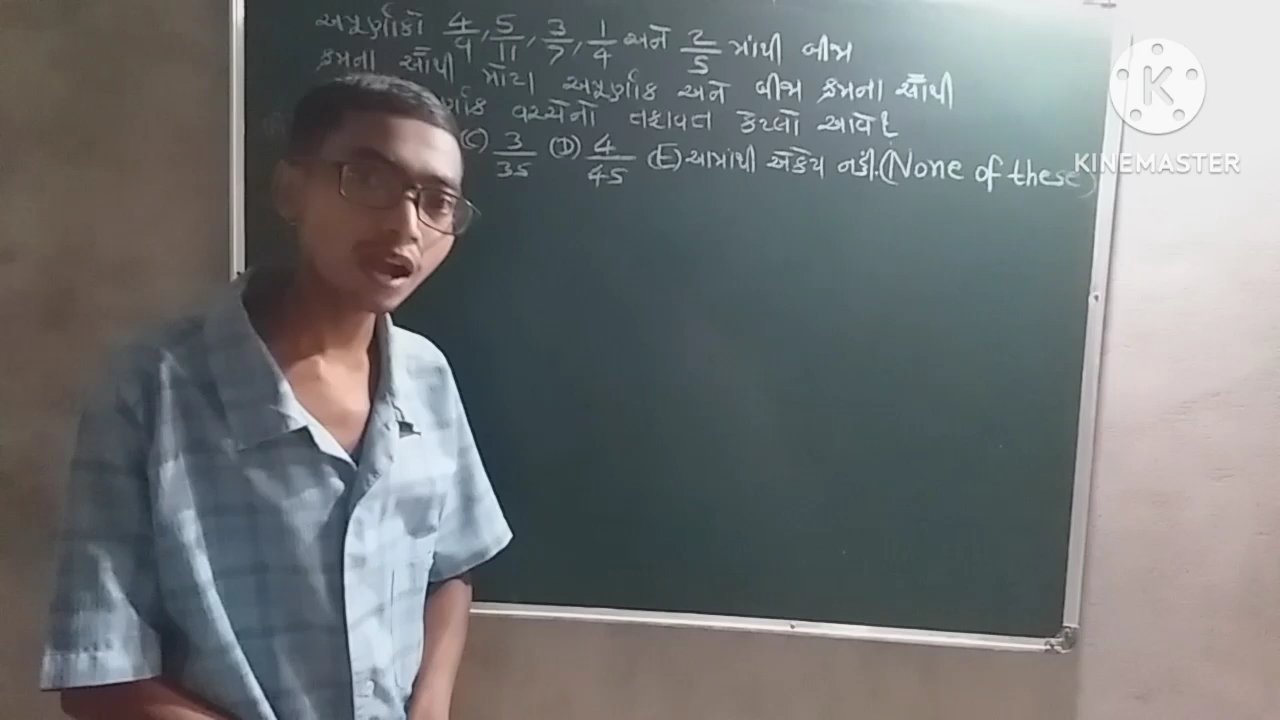 અપૂર્ણાંકો 4/9, 5/11, 3/7, 1/4 અને 2/5 માંથી બીજા
ક્રમના સૌથી મોટા અપૂર્ણાંક અને બીજા ક્રમના સૌથી
વચ્ચેનો તફાવત કેટલો આવે?
(C) 3/35 (D) 4/45 (E) આમાંથી એકેય નહીં. (None of these)
K
KINEMASTER